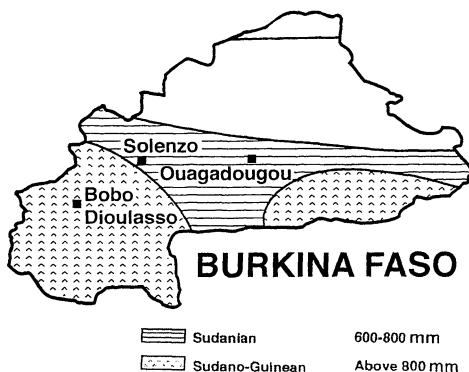 Solenzo
Ouagadougou
Bobo
Dioulasso
BURKINA FASO
Sudanian 600-800 mm
Sudano-Guinean Above 800 mm